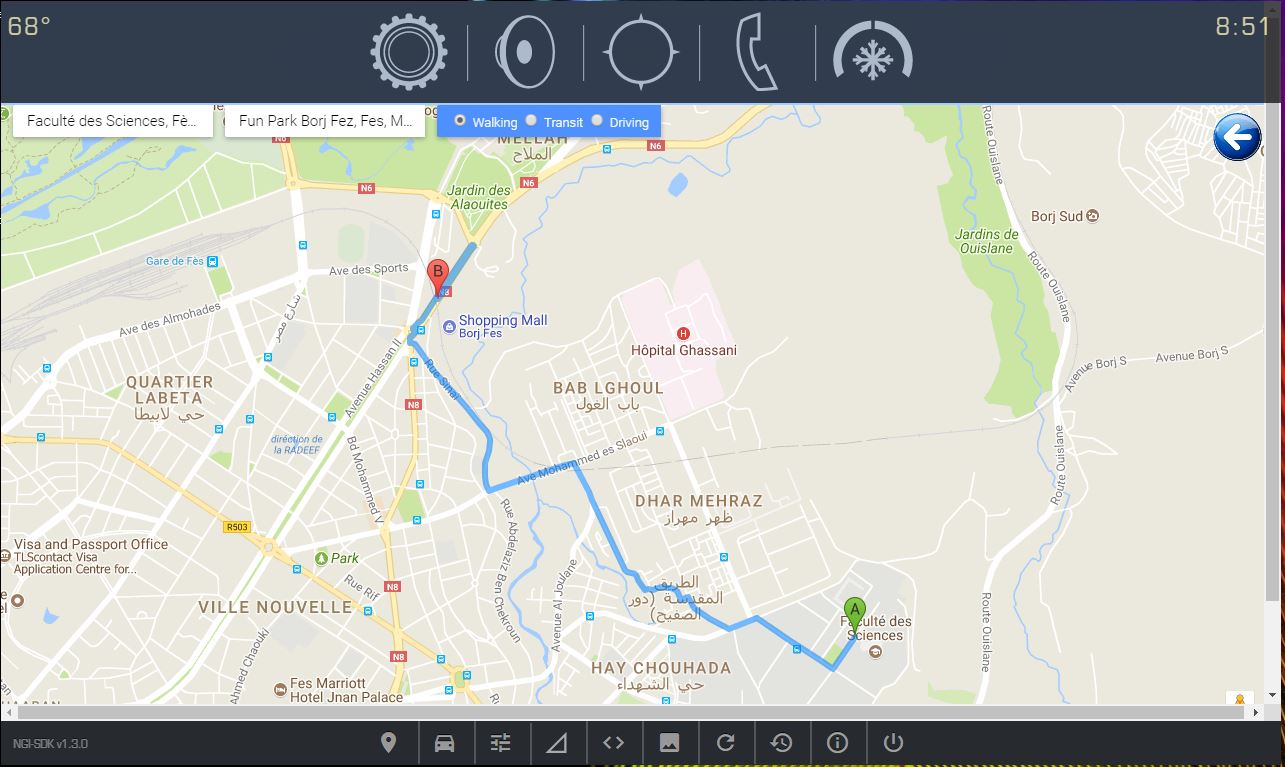 68°
8:51
Faculté des Sciences, Fè...
Fun Park Borj Fez, Fes, M...
Walking
Transit
Driving
MELLAH
الملاح
N6
N6
N6
Jardin des
Alaouites
Route Ouislane
Borj Sud
Jardins de
Ouislane
Gare de Fès
Ave des Sports
B
N8
Route Ouislane
Ave des Almohades
شارع مصر
Shopping Mall
Borj Fes
H
Hôpital Ghassani
Avenue Borj S
Avenue Borj S
Avenue Hassan II
Rue Sinai
QUARTIER
LABETA
حي لابيطا
BAB LGHOUL
باب الغول
N8
diréction de
la RADEEF
Ave Mohammed es Slaoui
Route Ouislane
Bd Mohammed V
DHAR MEHRAZ
ظهر مهراز
R503
Rue Abdelaziz Ben Chekroun
Visa and Passport Office
TLScontact Visa
Application Centre for...
Park
Rue Rif
N8
الطريق
المقدسة (دور
الصفيح)
Avenue Al Joulane
A
Faculté des
Sciences
VILLE NOUVELLE
Route Ouislane
Ahmed Chaouki
N8
HAY CHOUHADA
حي الشهداء
Fes Marriott
Hotel Jnan Palace
NGI-SDK v1.3.0